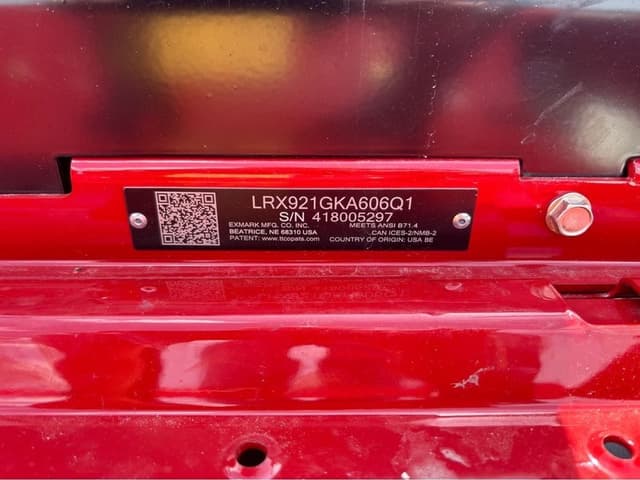 LRX921GKA606Q1
S/N 418005297
EXMARK MFG. CO. INC. MEETS ANSI B71.4
BEATRICE, NE 68310 USA CAN ICES-2/NMB-2
PATENT: www.ttcopats.com COUNTRY OF ORIGIN: USA BE